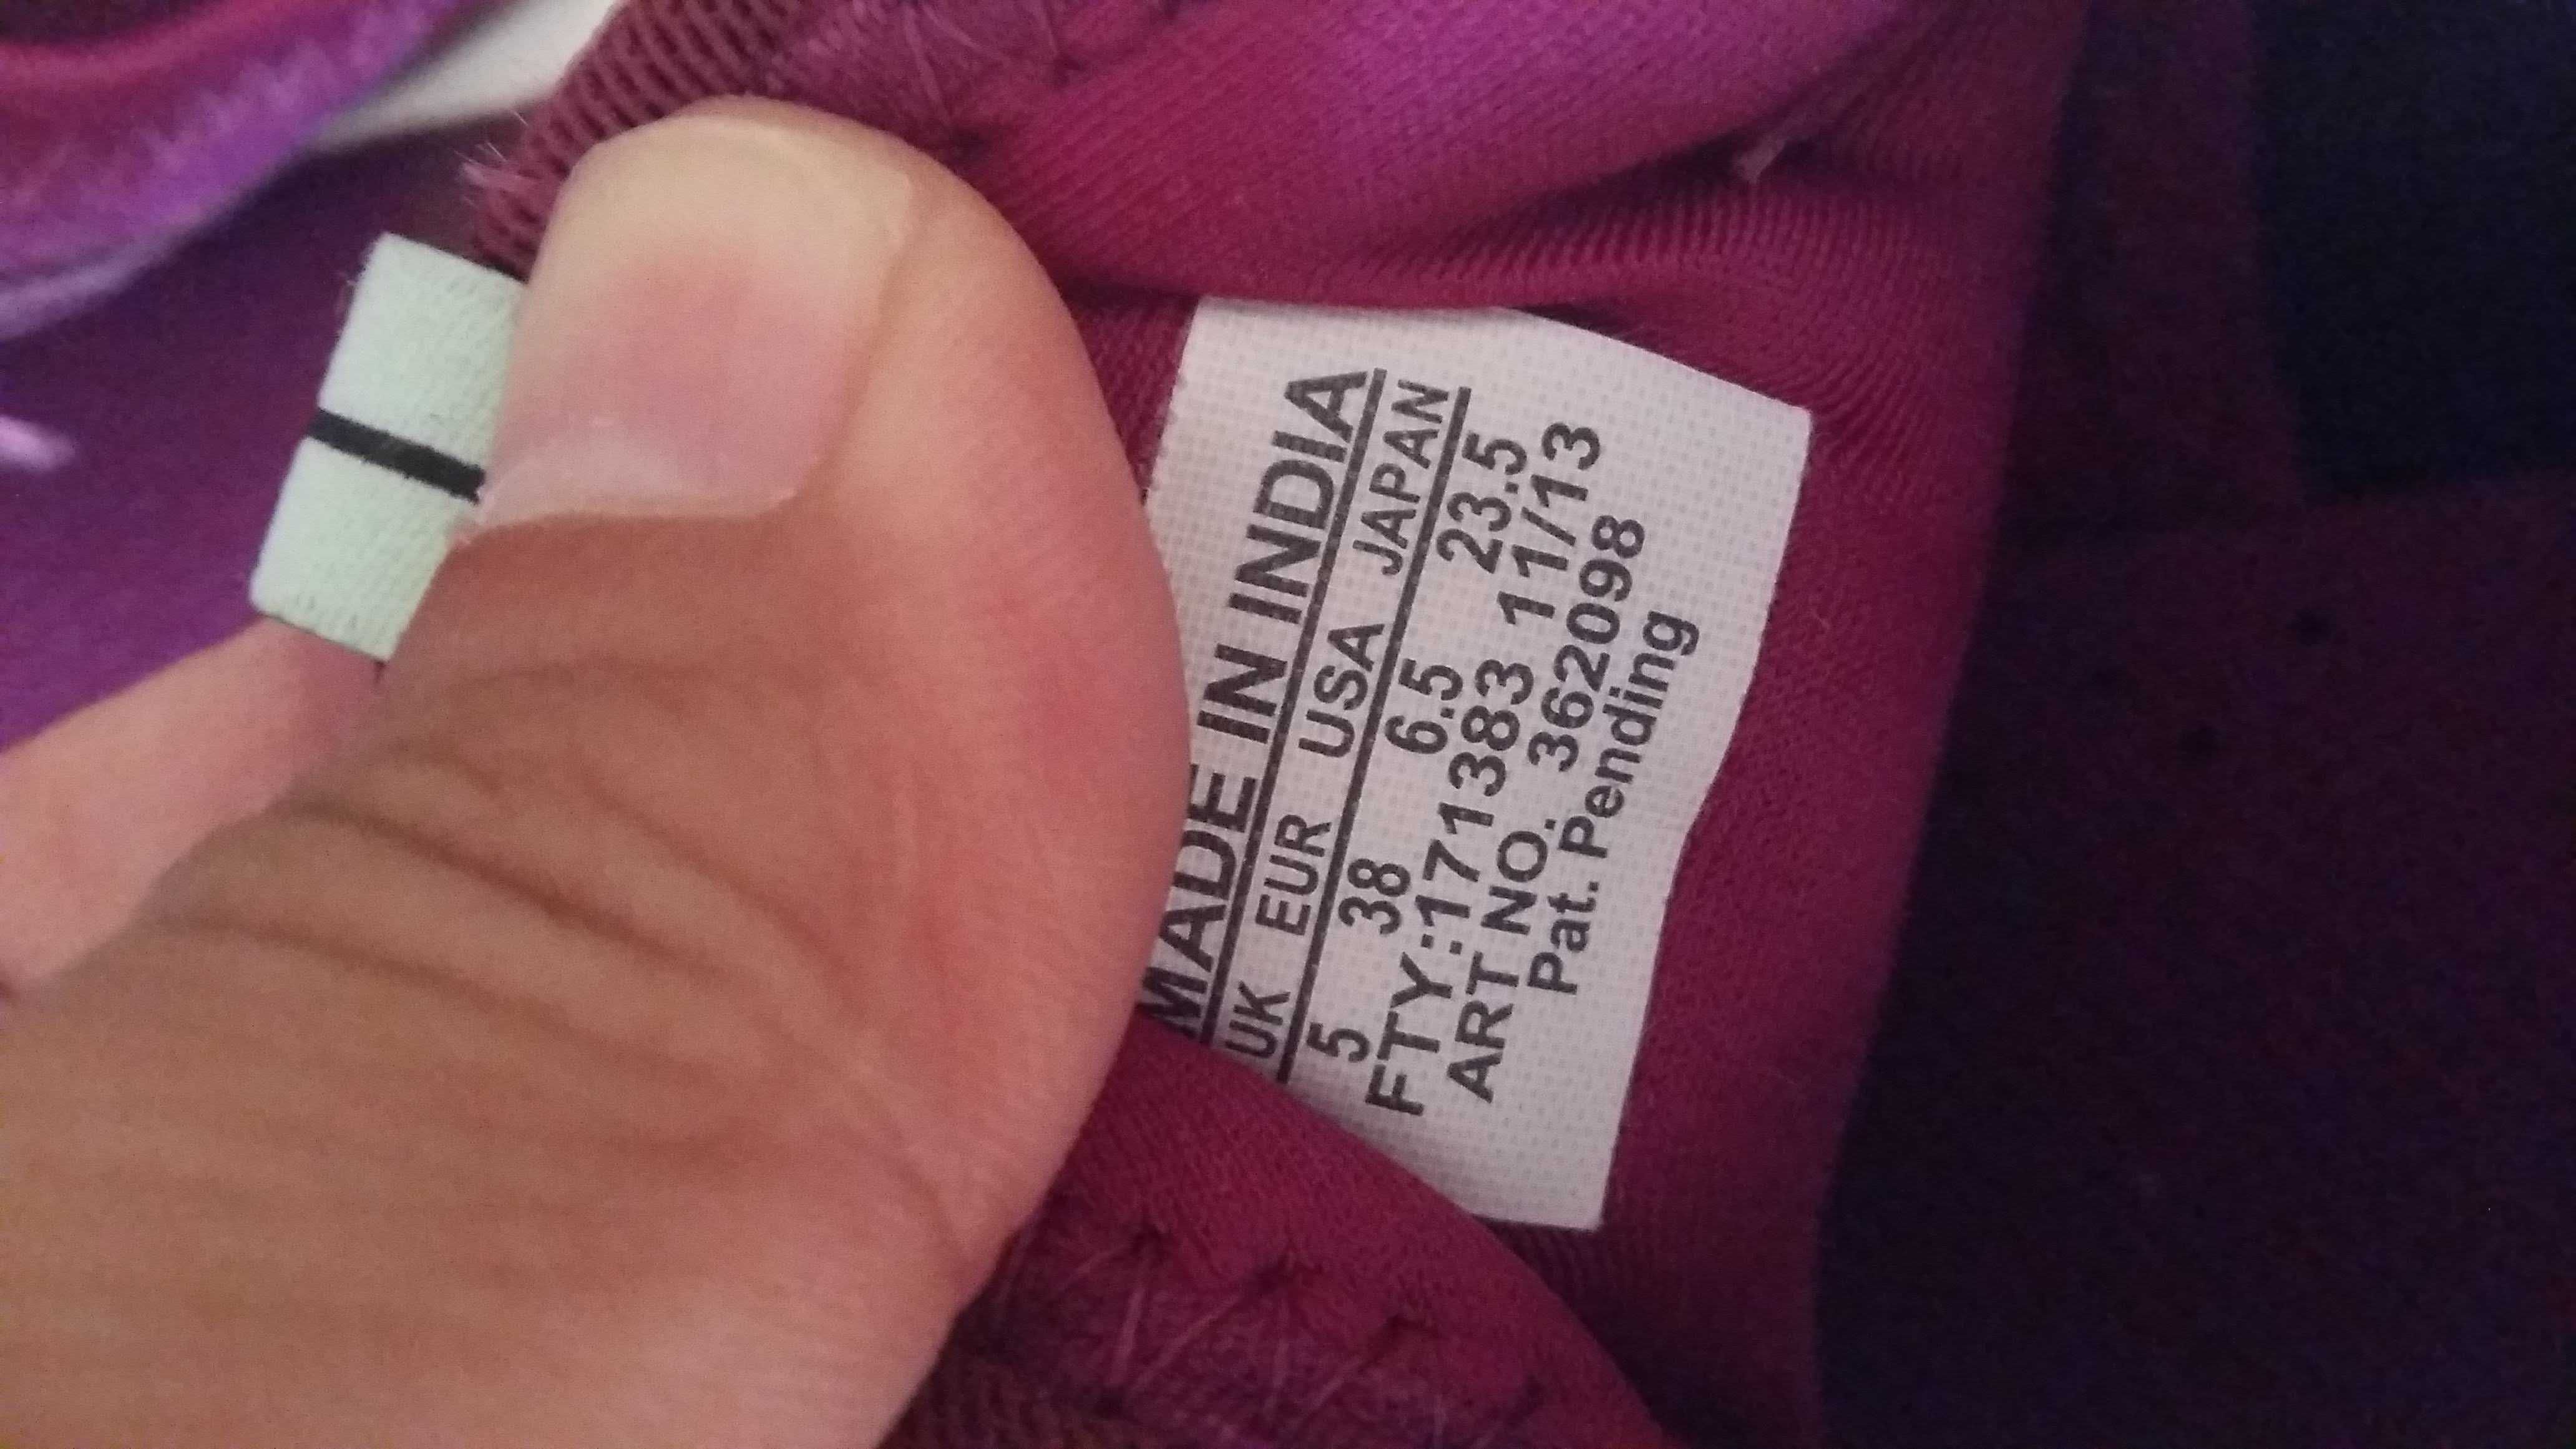 MADE IN INDIA
UK EUR USA JAPAN
5 38 6.5 23.5
FTY:171383 11/13
ART NO. 362098
Pat. Pending